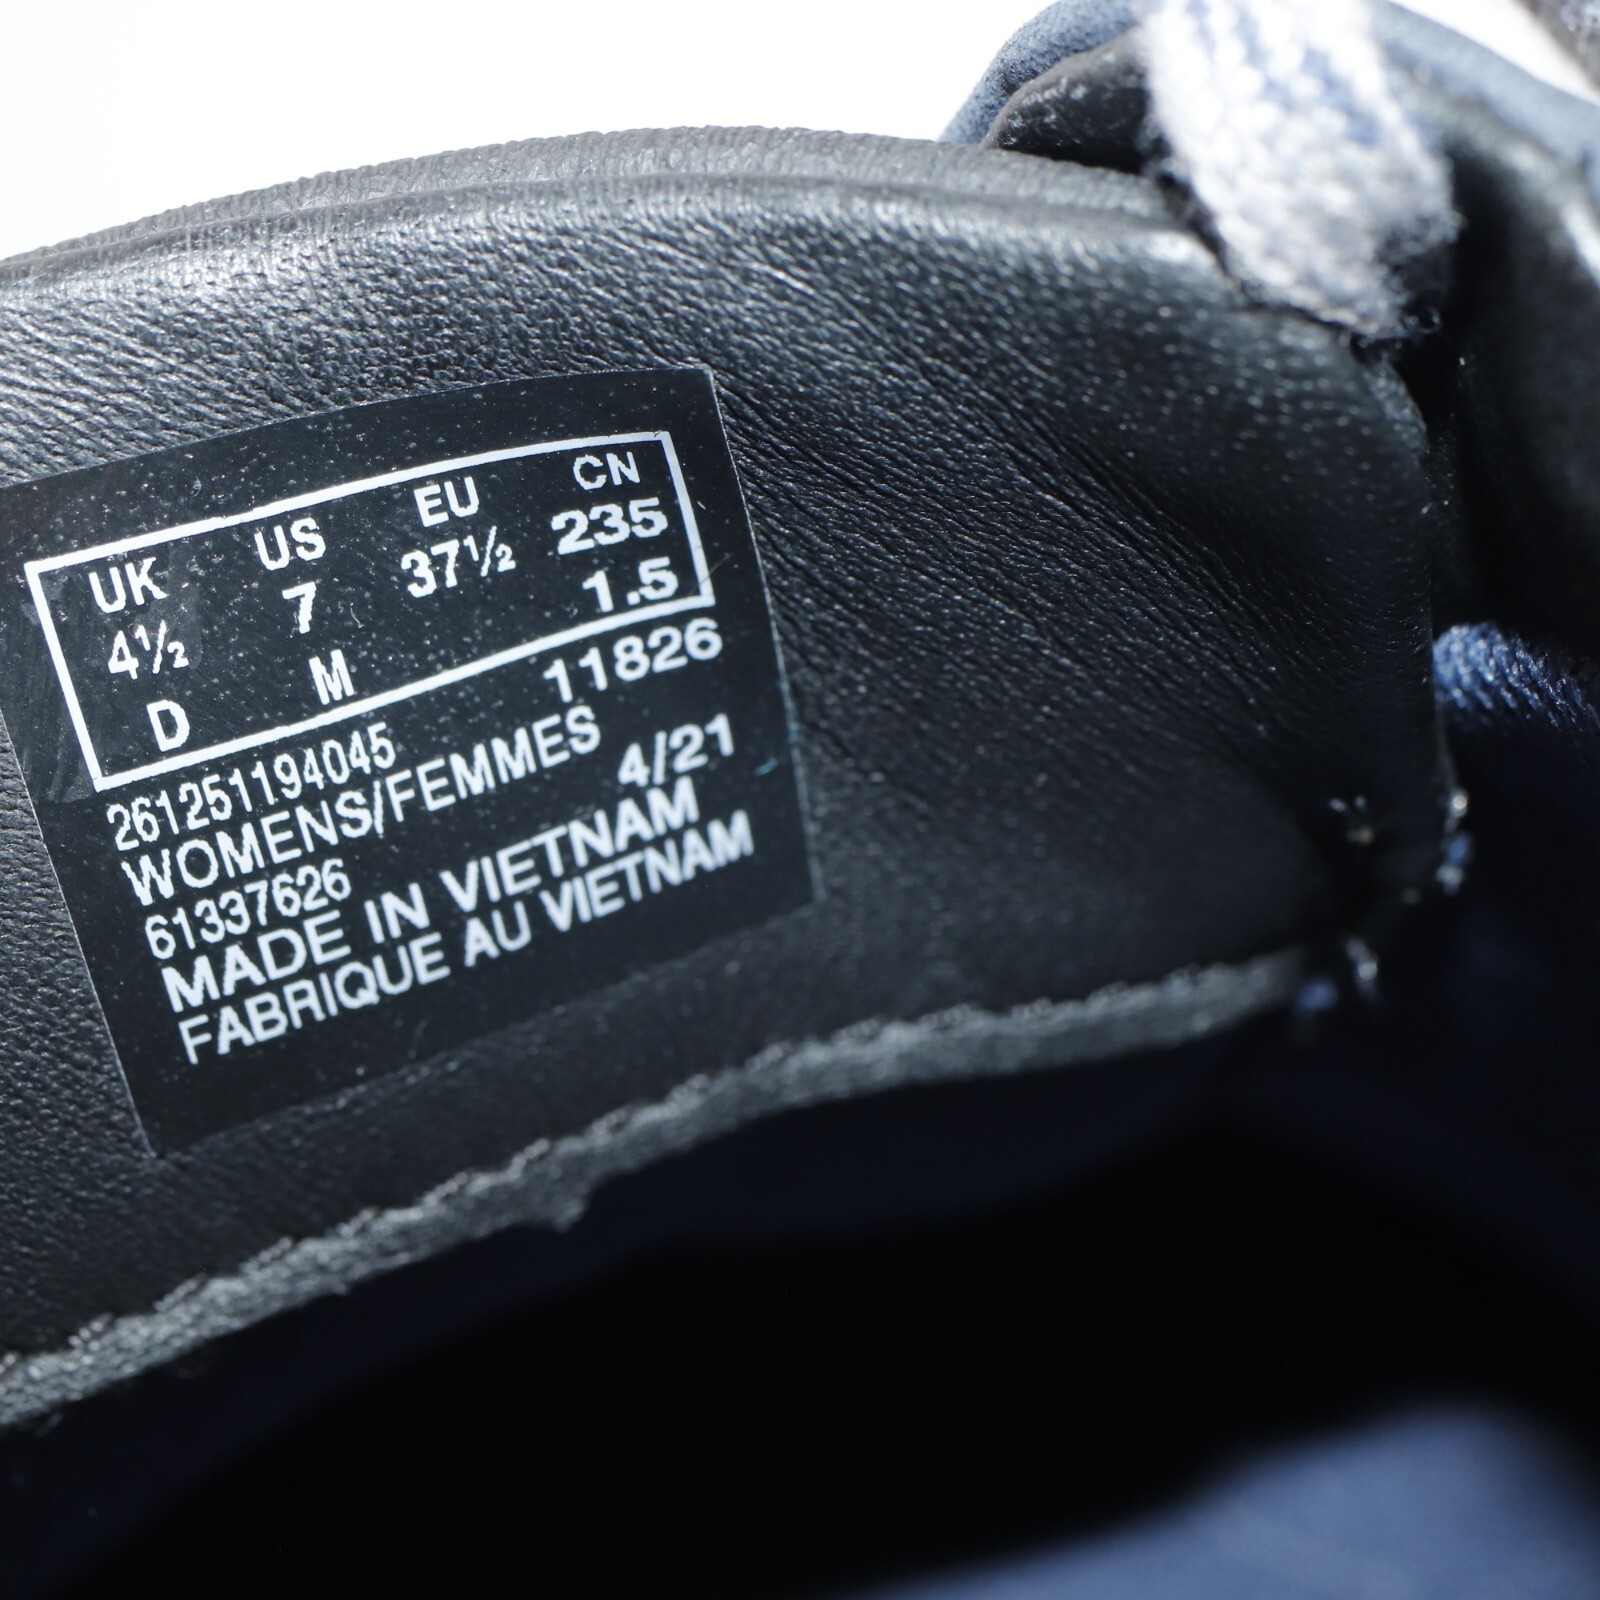 UK US EU CN
4½ 7 37½ 235
D M 1.5
261251194045 11826
WOMENS/FEMMES
61337626 4/21
MADE IN VIETNAM
FABRIQUE AU VIETNAM